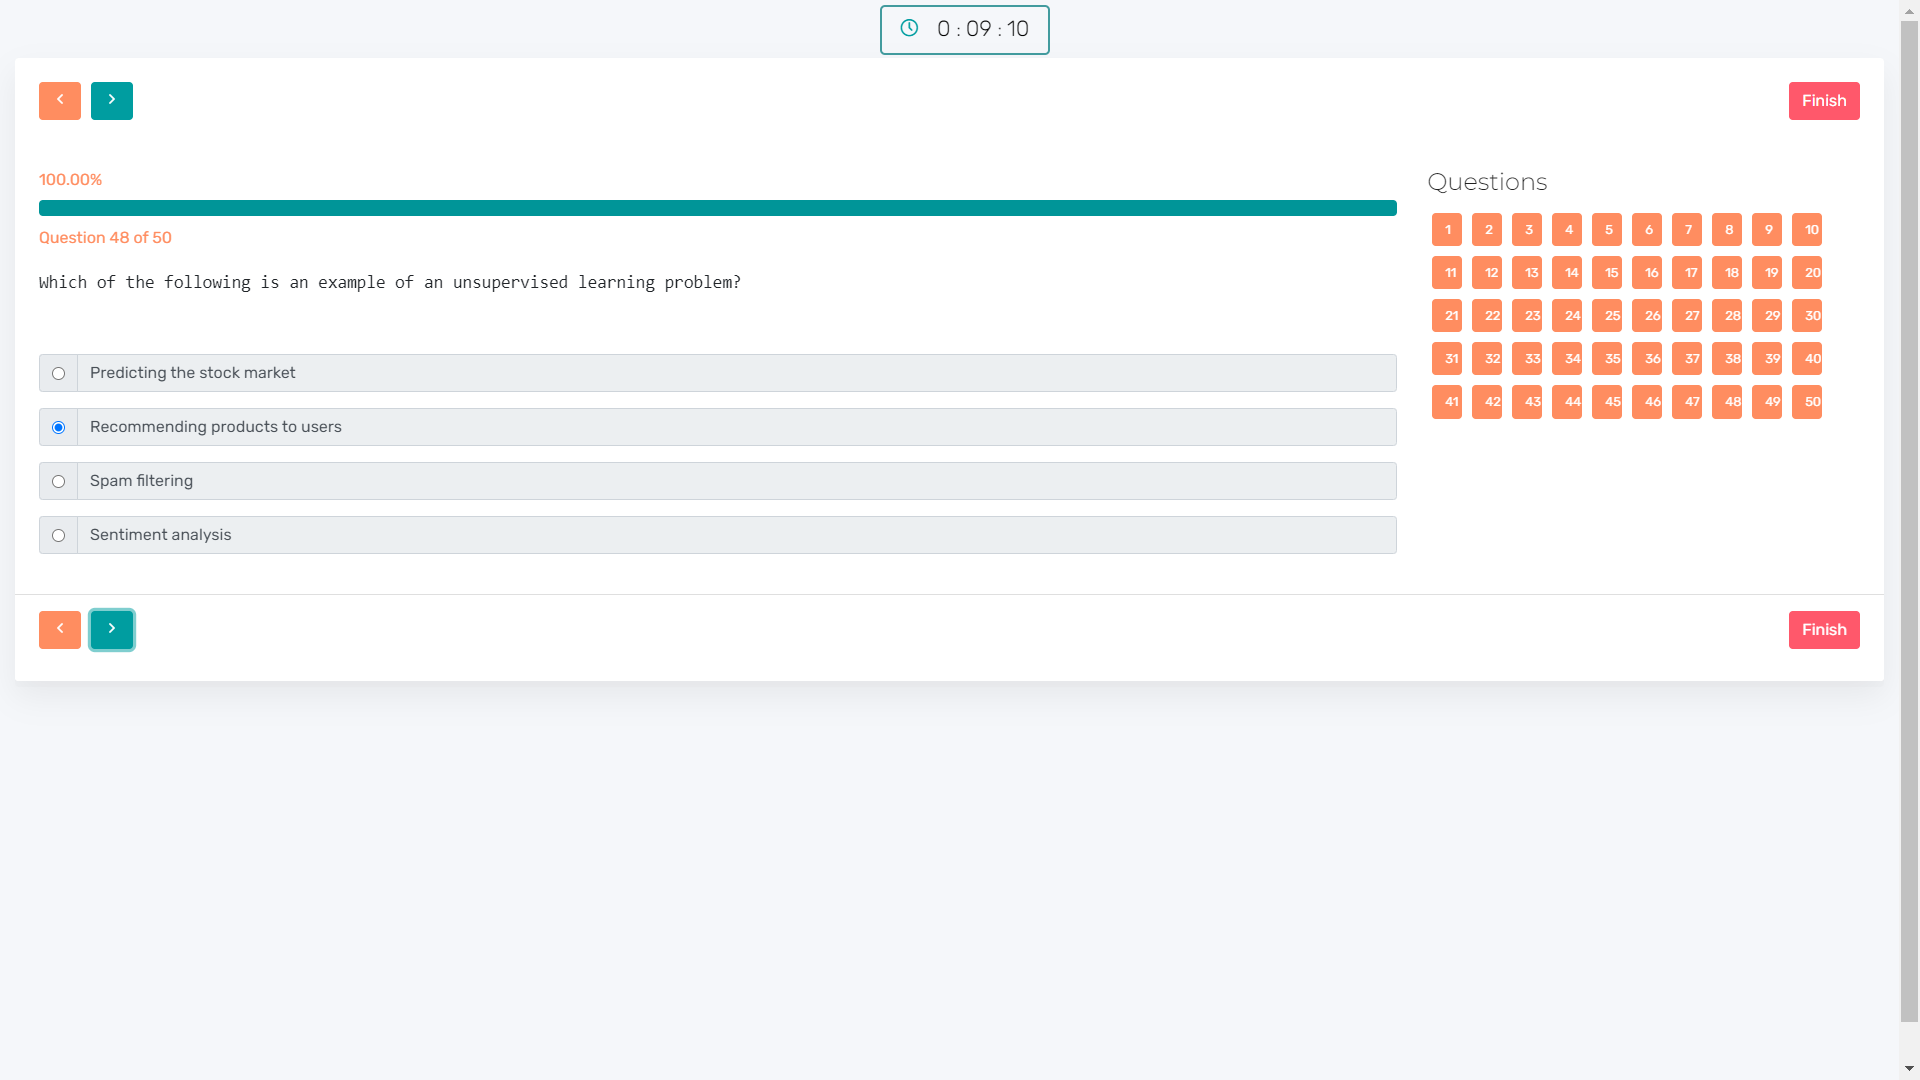 0 : 09 : 10
Finish
100.00%
Question 48 of 50
Which of the following is an example of an unsupervised learning problem?
Predicting the stock market
Recommending products to users
Spam filtering
Sentiment analysis
Questions
1 2 3 4 5 6 7 8 9 10
11 12 13 14 15 16 17 18 19 20
21 22 23 24 25 26 27 28 29 30
31 32 33 34 35 36 37 38 39 40
41 42 43 44 45 46 47 48 49 50
Finish